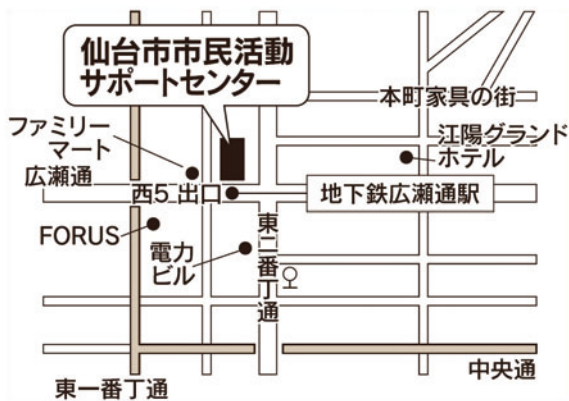 仙台市市民活動
サポートセンター
本町家具の街
ファミリー
マート
江陽グランド
ホテル
広瀬通
西5出口
地下鉄広瀬通駅
FORUS
電力
ビル
東二番丁通
中央通
東一番丁通